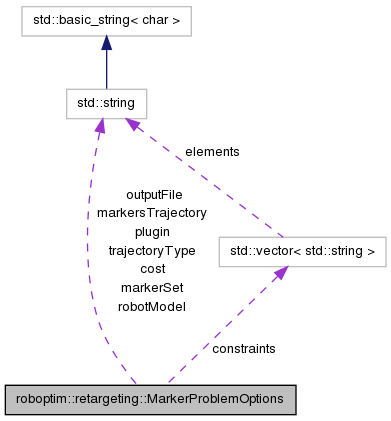 std::basic_string< char >
std::string
elements
outputFile
markersTrajectory
plugin
trajectoryType
cost
markerSet
robotModel
std::vector< std::string >
constraints
roboptim::retargeting::MarkerProblemOptions